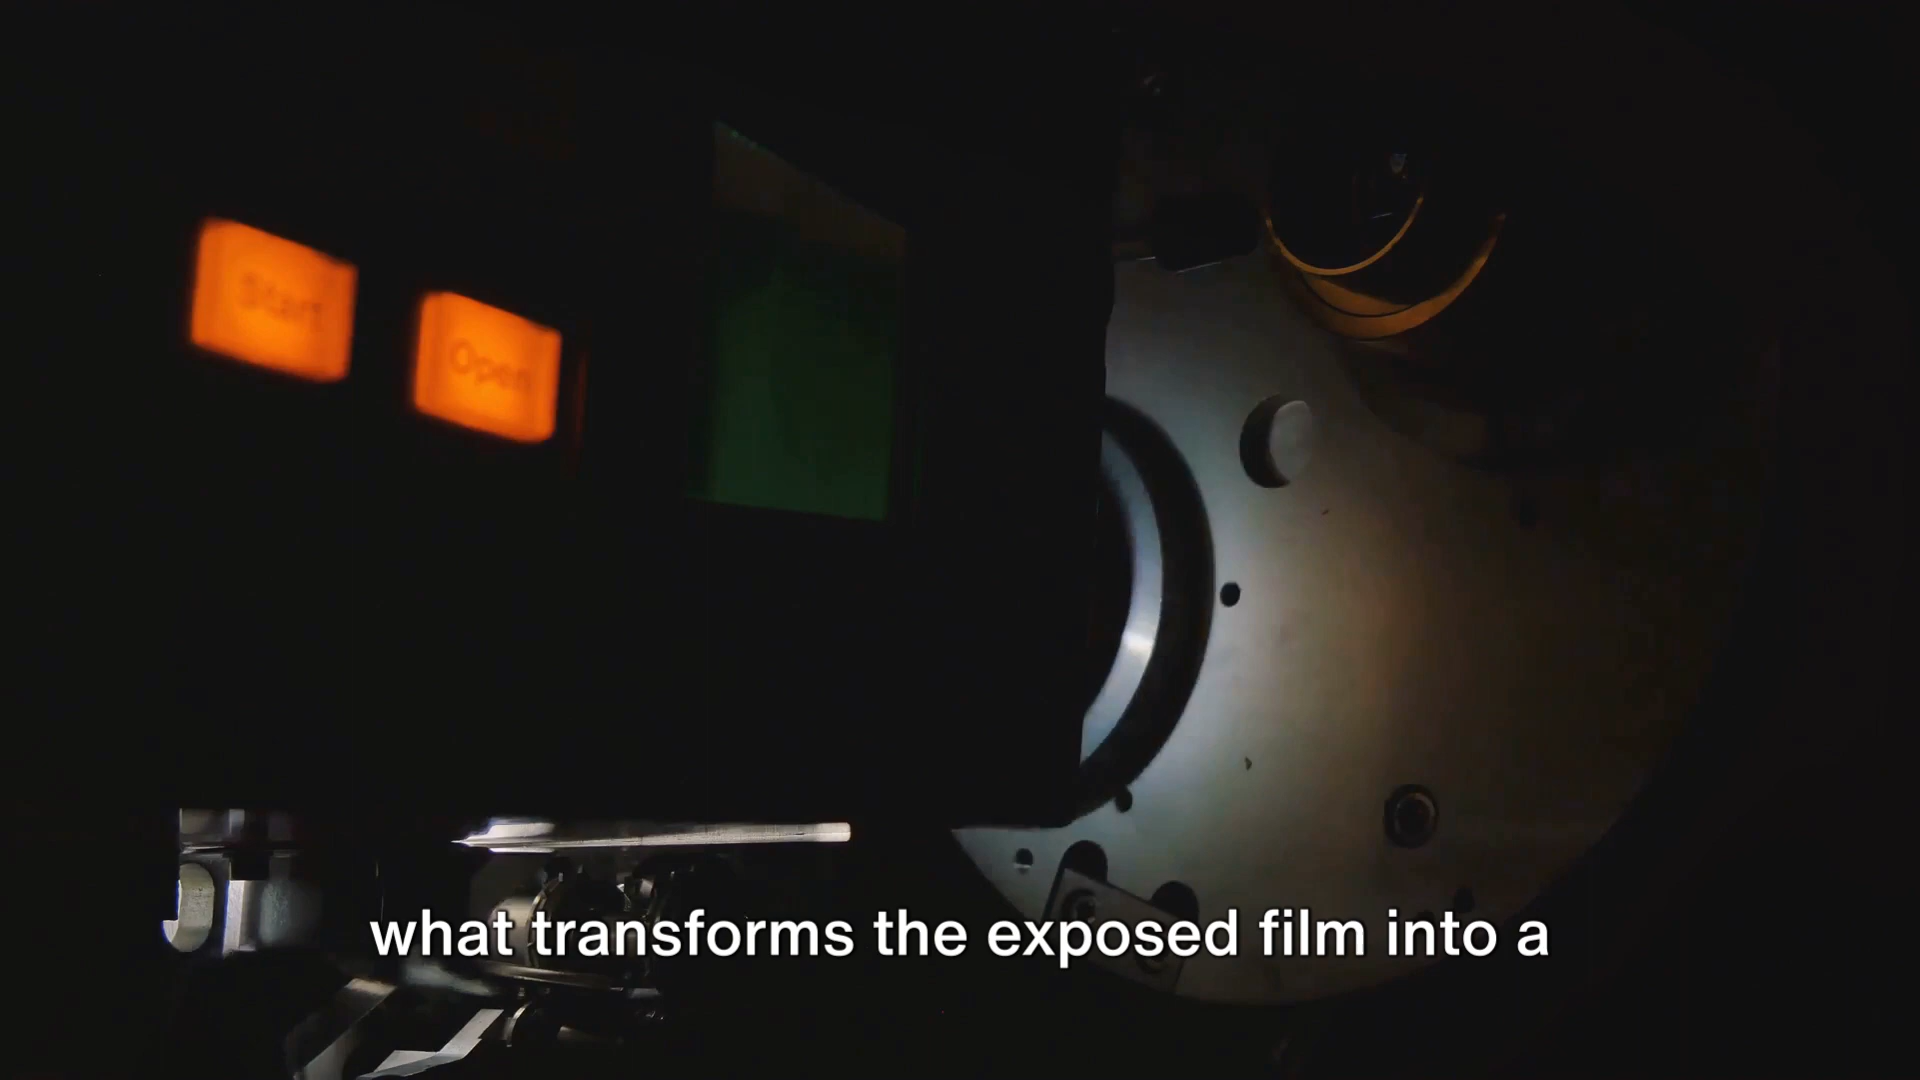 Start
Open
what transforms the exposed film into a